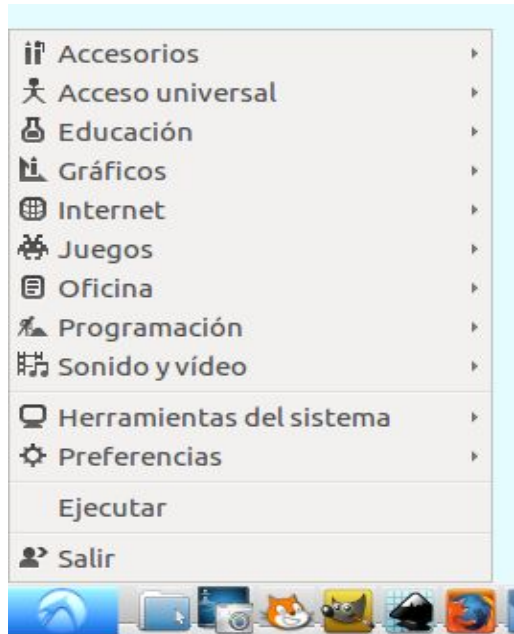 Accesorios
Acceso universal
Educación
Gráficos
Internet
Juegos
Oficina
Programación
Sonido y vídeo
Herramientas del sistema
Preferencias
Ejecutar
Salir